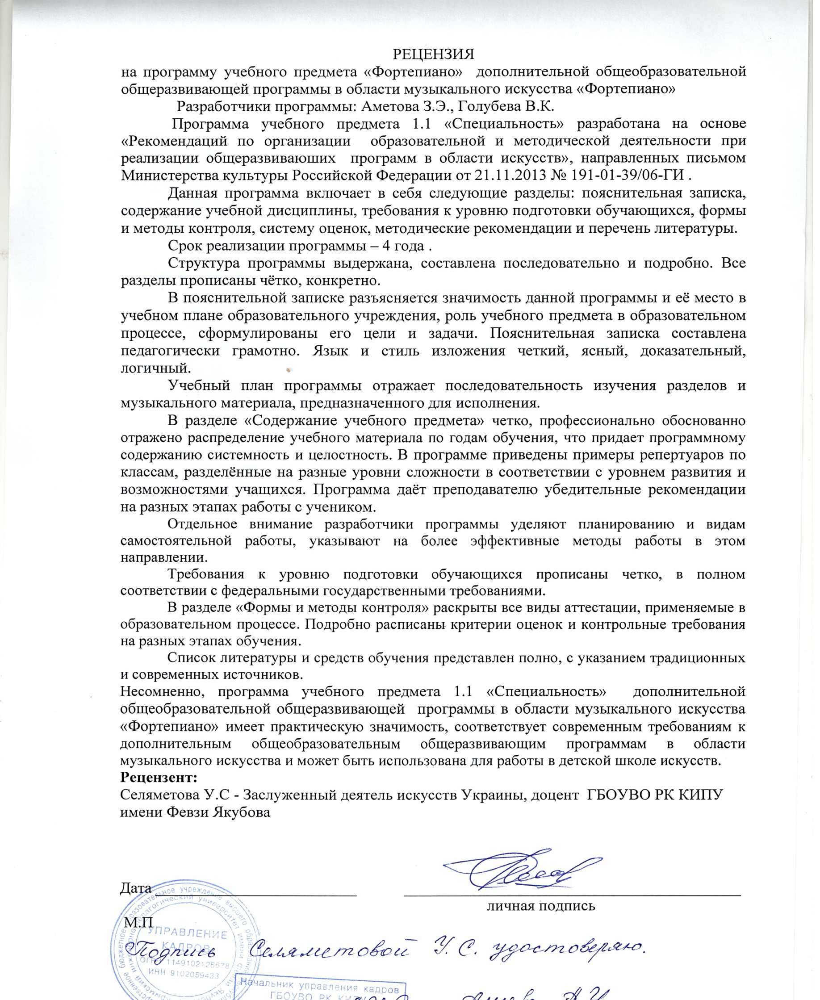 РЕЦЕНЗИЯ
на программу учебного предмета «Фортепиано» дополнительной общеобразовательной
общеразвивающей программы в области музыкального искусства «Фортепиано»
Разработчики программы: Аметова З.Э., Голубева В.К.
Программа учебного предмета 1.1 «Специальность» разработана на основе
«Рекомендаций по организации образовательной и методической деятельности при
реализации общеразвиваюших программ в области искусств», направленных письмом
Министерства культуры Российской Федерации от 21.11.2013 № 191-01-39/06-ГИ .
Данная программа включает в себя следующие разделы: пояснительная записка,
содержание учебной дисциплины, требования к уровню подготовки обучающихся, формы
и методы контроля, систему оценок, методические рекомендации и перечень литературы.
Срок реализации программы – 4 года .
Структура программы выдержана, составлена последовательно и подробно. Все
разделы прописаны чётко, конкретно.
В пояснительной записке разъясняется значимость данной программы и её место в
учебном плане образовательного учреждения, роль учебного предмета в образовательном
процессе, сформулированы его цели и задачи. Пояснительная записка составлена
педагогически грамотно. Язык и стиль изложения четкий, ясный, доказательный,
логичный.
Учебный план программы отражает последовательность изучения разделов и
музыкального материала, предназначенного для исполнения.
В разделе «Содержание учебного предмета» четко, профессионально обоснованно
отражено распределение учебного материала по годам обучения, что придает программному
содержанию системность и целостность. В программе приведены примеры репертуаров по
классам, разделённые на разные уровни сложности в соответствии с уровнем развития и
возможностями учащихся. Программа даёт преподавателю убедительные рекомендации
на разных этапах работы с учеником.
Отдельное внимание разработчики программы уделяют планированию и видам
самостоятельной работы, указывают на более эффективные методы работы в этом
направлении.
Требования к уровню подготовки обучающихся прописаны четко, в полном
соответствии с федеральными государственными требованиями.
В разделе «Формы и методы контроля» раскрыты все виды аттестации, применяемые в
образовательном процессе. Подробно расписаны критерии оценок и контрольные требования
на разных этапах обучения.
Список литературы и средств обучения представлен полно, с указанием традиционных
и современных источников.
Несомненно, программа учебного предмета 1.1 «Специальность» дополнительной
общеобразовательной общеразвивающей программы в области музыкального искусства
«Фортепиано» имеет практическую значимость, соответствует современным требованиям к
дополнительным общеобразовательным общеразвивающим программам в области
музыкального искусства и может быть использована для работы в детской школе искусств.
Рецензент:
Селяметова У.С - Заслуженный деятель искусств Украины, доцент ГБОУВО РК КИПУ
имени Февзи Якубова
Дата
личная подпись
М.П
УПРАВЛЕНИЕ
КАДРОВ
Подпись Селяметовой У.С. удостоверяю.
ОГРН 1149102126678
ИНН 9102059433
Начальник управления кадров
ГБОУВО РК КИПУ